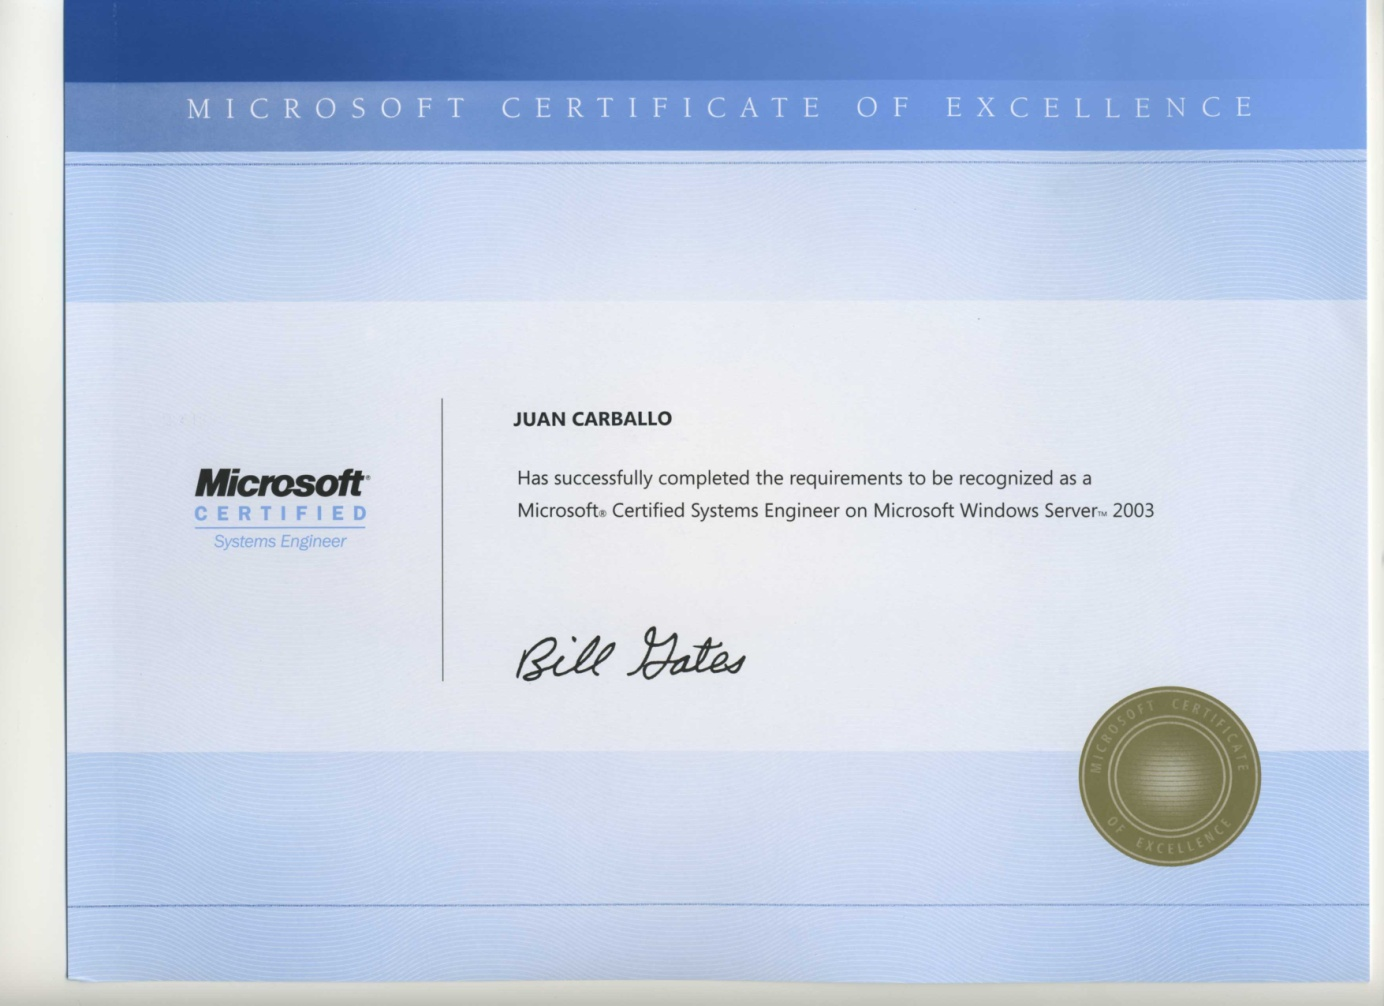 MICROSOFT CERTIFICATE OF EXCELLENCE
JUAN CARBALLO
Has successfully completed the requirements to be recognized as a
Microsoft® Certified Systems Engineer on Microsoft Windows Server™ 2003
Microsoft®
CERTIFIED
Systems Engineer
Bill Gates
MICROSOFT CERTIFICATE
OF EXCELLENCE